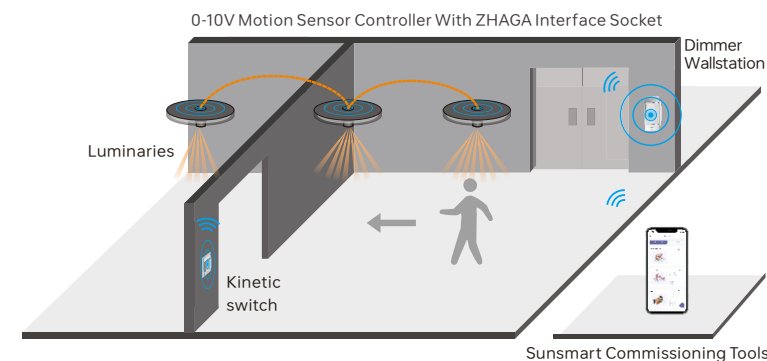 0-10V Motion Sensor Controller With ZHAGA Interface Socket
Dimmer
Wallstation
Luminaries
Kinetic
switch
Sunsmart Commissioning Tools